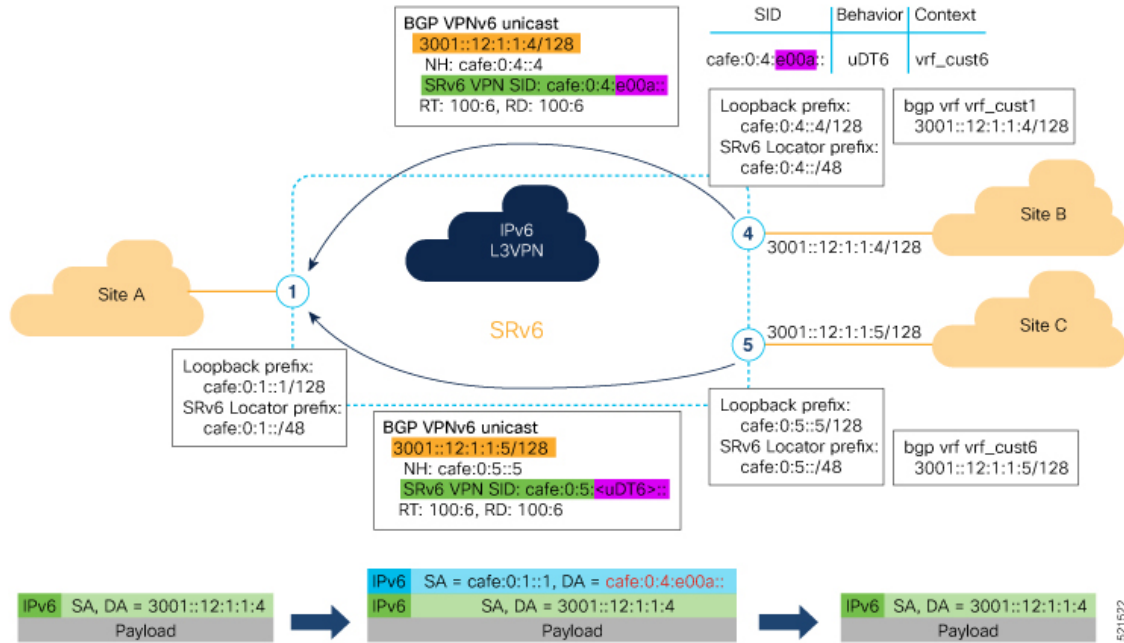 BGP VPNv6 unicast
3001::12:1:1:4/128
NH: cafe:0:4::4
SRv6 VPN SID: cafe:0:4:e00a::
RT: 100:6, RD: 100:6
SID Behavior Context
cafe:0:4:e00a:: uDT6 vrf_cust6
Loopback prefix:
cafe:0:4::4/128
SRv6 Locator prefix:
cafe:0:4::/48
bgp vrf vrf_cust1
3001::12:1:1:4/128
IPv6
L3VPN
4
3001::12:1:1:4/128
Site B
Site A
1
SRv6
5
3001::12:1:1:5/128
Site C
Loopback prefix:
cafe:0:1::1/128
SRv6 Locator prefix:
cafe:0:1::/48
BGP VPNv6 unicast
3001::12:1:1:5/128
NH: cafe:0:5::5
SRv6 VPN SID: cafe:0:5:<uDT6>::
RT: 100:6, RD: 100:6
Loopback prefix:
cafe:0:5::5/128
SRv6 Locator prefix:
cafe:0:5::/48
bgp vrf vrf_cust6
3001::12:1:1:5/128
IPv6 SA, DA = 3001::12:1:1:4
Payload
IPv6 SA = cafe:0:1::1, DA = cafe:0:4:e00a::
IPv6 SA, DA = 3001::12:1:1:4
Payload
IPv6 SA, DA = 3001::12:1:1:4
Payload
521522